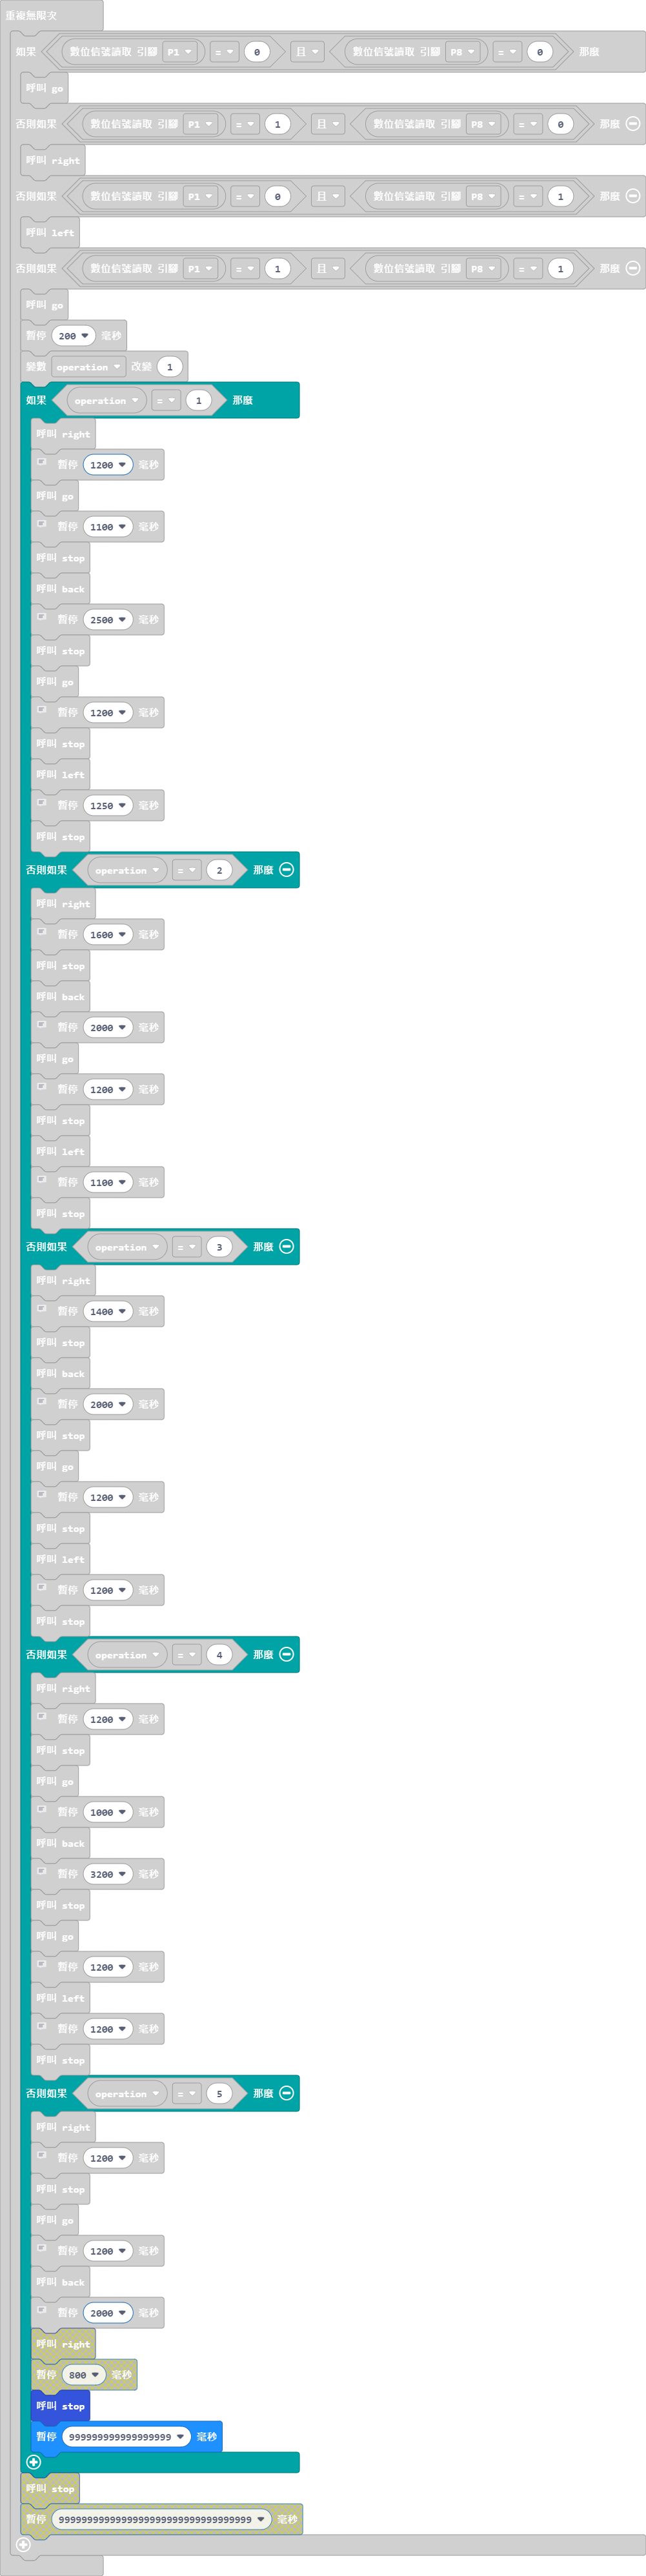 重複無限次
如果 數位信號讀取 引腳 P1 = 0 且 數位信號讀取 引腳 P8 = 0 那麼
呼叫 go
否則如果 數位信號讀取 引腳 P1 = 1 且 數位信號讀取 引腳 P8 = 0 那麼
呼叫 right
否則如果 數位信號讀取 引腳 P1 = 0 且 數位信號讀取 引腳 P8 = 1 那麼
呼叫 left
否則如果 數位信號讀取 引腳 P1 = 1 且 數位信號讀取 引腳 P8 = 1 那麼
呼叫 go
暫停 200 毫秒
變數 operation 改變 1
如果 operation = 1 那麼
呼叫 right
暫停 1200 毫秒
呼叫 go
暫停 1100 毫秒
呼叫 stop
呼叫 back
暫停 2500 毫秒
呼叫 stop
呼叫 go
暫停 1200 毫秒
呼叫 stop
呼叫 left
暫停 1250 毫秒
呼叫 stop
否則如果 operation = 2 那麼
呼叫 right
暫停 1600 毫秒
呼叫 stop
呼叫 back
暫停 2000 毫秒
呼叫 go
暫停 1200 毫秒
呼叫 stop
呼叫 left
暫停 1100 毫秒
呼叫 stop
否則如果 operation = 3 那麼
呼叫 right
暫停 1400 毫秒
呼叫 stop
呼叫 back
暫停 2000 毫秒
呼叫 stop
呼叫 go
暫停 1200 毫秒
呼叫 stop
呼叫 left
暫停 1200 毫秒
呼叫 stop
否則如果 operation = 4 那麼
呼叫 right
暫停 1200 毫秒
呼叫 stop
呼叫 go
暫停 1000 毫秒
呼叫 back
暫停 3200 毫秒
呼叫 stop
呼叫 go
暫停 1200 毫秒
呼叫 left
暫停 1200 毫秒
呼叫 stop
否則如果 operation = 5 那麼
呼叫 right
暫停 1200 毫秒
呼叫 stop
呼叫 go
暫停 1200 毫秒
呼叫 back
暫停 2000 毫秒
呼叫 right
暫停 800 毫秒
呼叫 stop
暫停 999999999999999999 毫秒
呼叫 stop
暫停 9999999999999999999999999999999999 毫秒